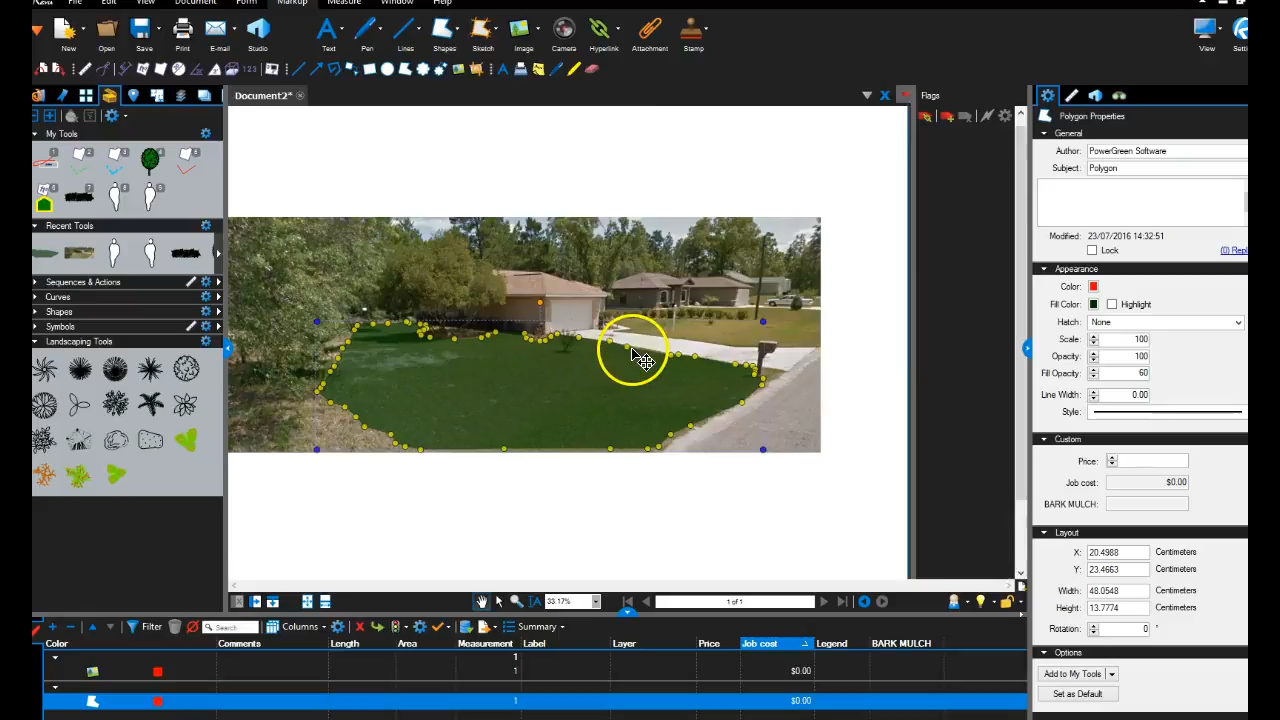 File Edit View Document Form Markup Measure Window Help
New Open Save Print E-mail Studio Text Pen Lines Shapes Sketch Image Camera Hyperlink Attachment Stamp View
123
Document2*
Flags
My Tools
Recent Tools
Sequences & Actions
Curves
Shapes
Symbols
Landscaping Tools
Polygon Properties
General
Author: PowerGreen Software
Subject: Polygon
Modified: 23/07/2016 14:32:51
Lock
Appearance
Color:
Fill Color: Highlight
Hatch: None
Scale: 100
Opacity: 100
Fill Opacity: 60
Line Width: 0.00
Style:
Custom
Price:
Job cost: $0.00
BARK MULCH:
Layout
X: 20.4988 Centimeters
Y: 23.4663 Centimeters
Width: 48.0548 Centimeters
Height: 13.7774 Centimeters
Rotation: 0 °
Options
Add to My Tools
Set as Default
33.17% 1 of 1
Filter Search Columns Summary
Color Comments Length Area Measurement Label Layer Price Job cost Legend BARK MULCH
1
1 $0.00
1 $0.00